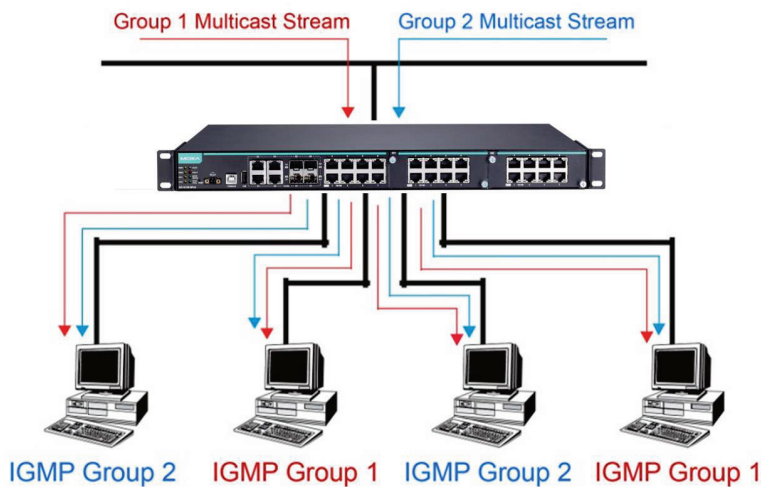 Group 1 Multicast Stream
Group 2 Multicast Stream
MOXA
IGMP Group 2
IGMP Group 1
IGMP Group 2
IGMP Group 1